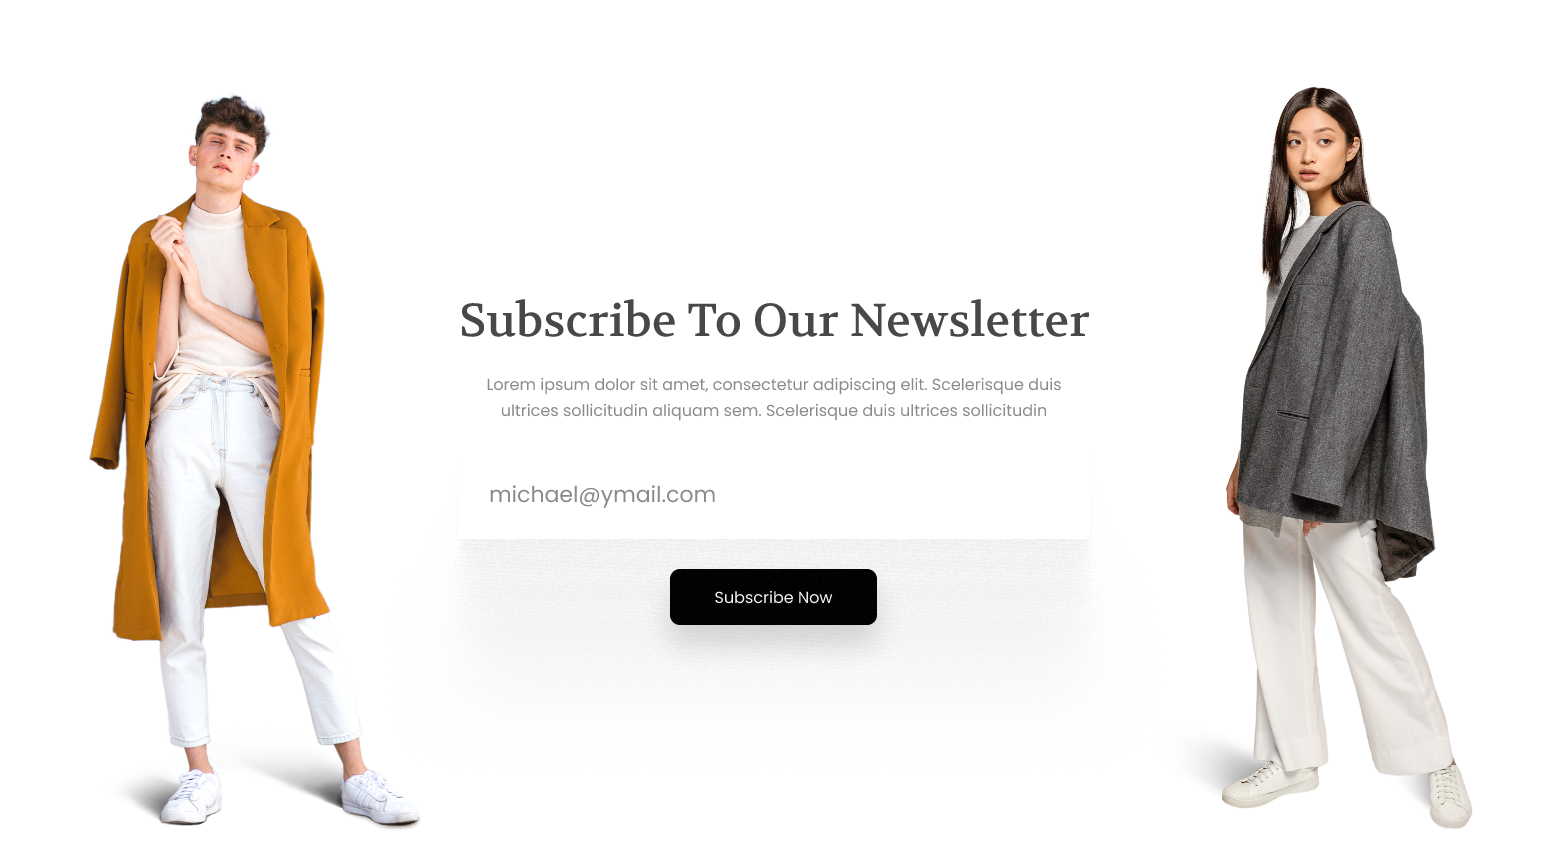 Subscribe To Our Newsletter
Lorem ipsum dolor sit amet, consectetur adipiscing elit. Scelerisque duis
ultrices sollicitudin aliquam sem. Scelerisque duis ultrices sollicitudin
michael@ymail.com
Subscribe Now